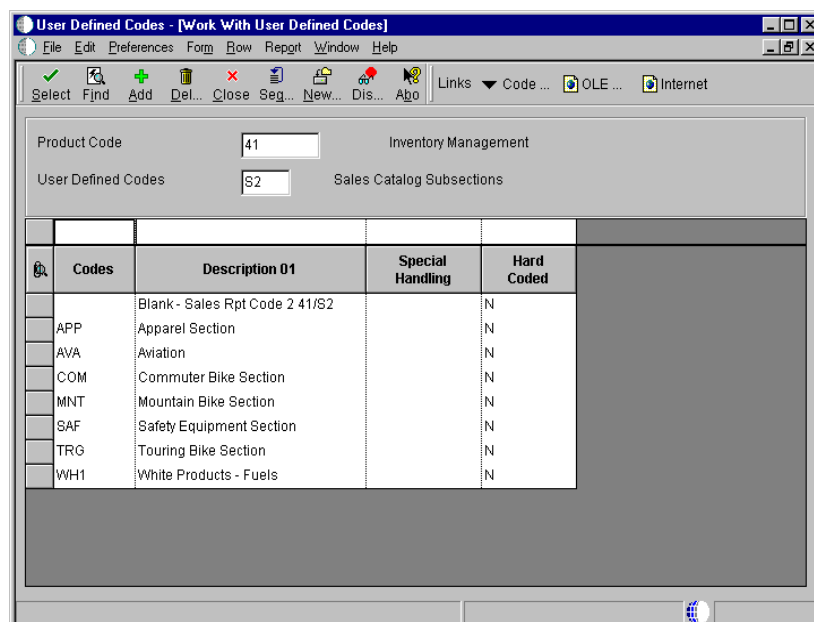 User Defined Codes - [Work With User Defined Codes]
File Edit Preferences Form Row Report Window Help
Select Find Add Del... Close Seq... New... Dis... Abo Links Code ... OLE ... Internet
Product Code 41 Inventory Management
User Defined Codes S2 Sales Catalog Subsections
Codes Description 01 Special Handling Hard Coded
Blank - Sales Rpt Code 2 41/S2 N
APP Apparel Section N
AVA Aviation N
COM Commuter Bike Section N
MNT Mountain Bike Section N
SAF Safety Equipment Section N
TRG Touring Bike Section N
WH1 White Products - Fuels N